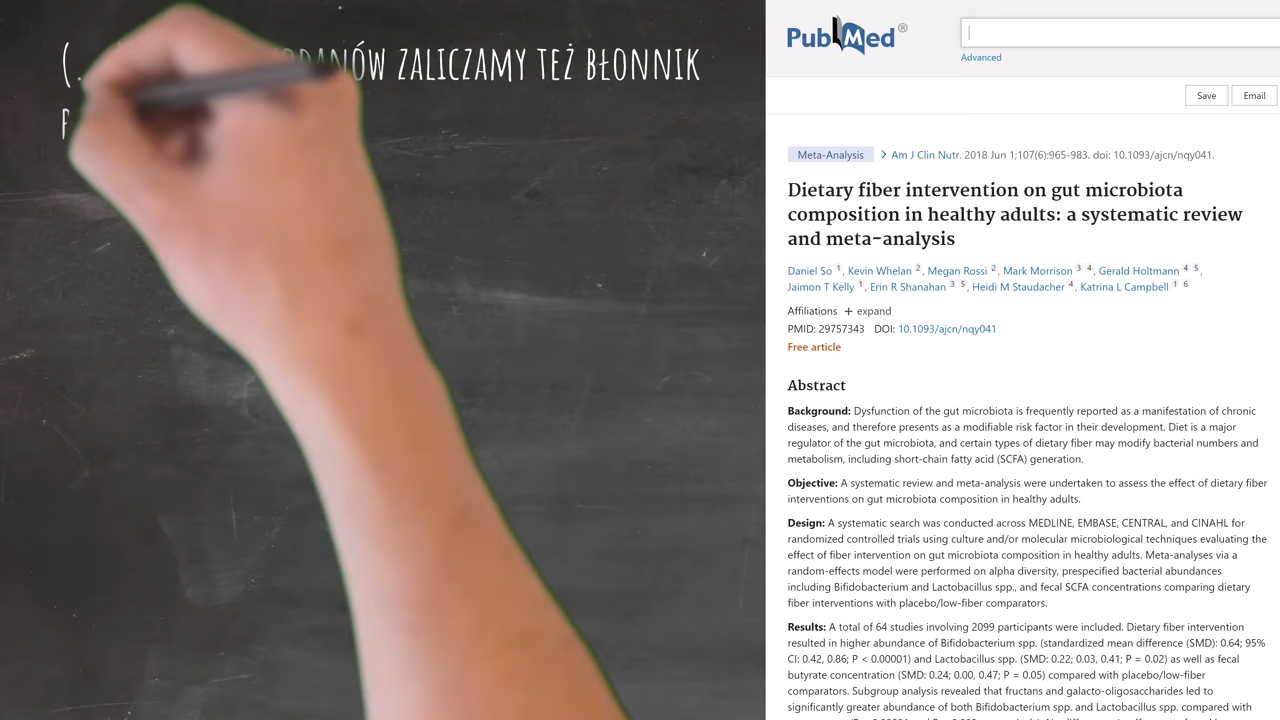 ZALICZAMY TEŻ BŁONNIK
PubMed®
Advanced
Save
Email
Meta-Analysis
Am J Clin Nutr. 2018 Jun 1;107(6):965-983. doi: 10.1093/ajcn/nqy041.
Dietary fiber intervention on gut microbiota
composition in healthy adults: a systematic review
and meta-analysis
Daniel So 1, Kevin Whelan 2, Megan Rossi 2, Mark Morrison 3 4, Gerald Holtmann 4 5,
Jaimon T Kelly 1, Erin R Shanahan 3 5, Heidi M Staudacher 4, Katrina L Campbell 1 6
Affiliations + expand
PMID: 29757343 DOI: 10.1093/ajcn/nqy041
Free article
Abstract
Background: Dysfunction of the gut microbiota is frequently reported as a manifestation of chronic
diseases, and therefore presents as a modifiable risk factor in their development. Diet is a major
regulator of the gut microbiota, and certain types of dietary fiber may modify bacterial numbers and
metabolism, including short-chain fatty acid (SCFA) generation.
Objective: A systematic review and meta-analysis were undertaken to assess the effect of dietary fiber
interventions on gut microbiota composition in healthy adults.
Design: A systematic search was conducted across MEDLINE, EMBASE, CENTRAL, and CINAHL for
randomized controlled trials using culture and/or molecular microbiological techniques evaluating the
effect of fiber intervention on gut microbiota composition in healthy adults. Meta-analyses via a
random-effects model were performed on alpha diversity, prespecified bacterial abundances
including Bifidobacterium and Lactobacillus spp., and fecal SCFA concentrations comparing dietary
fiber interventions with placebo/low-fiber comparators.
Results: A total of 64 studies involving 2099 participants were included. Dietary fiber intervention
resulted in higher abundance of Bifidobacterium spp. (standardized mean difference (SMD): 0.64; 95%
CI: 0.42, 0.86; P < 0.00001) and Lactobacillus spp. (SMD: 0.22; 0.03, 0.41; P = 0.02) as well as fecal
butyrate concentration (SMD: 0.24; 0.00, 0.47; P = 0.05) compared with placebo/low-fiber
comparators. Subgroup analysis revealed that fructans and galacto-oligosaccharides led to
significantly greater abundance of both Bifidobacterium spp. and Lactobacillus spp. compared with